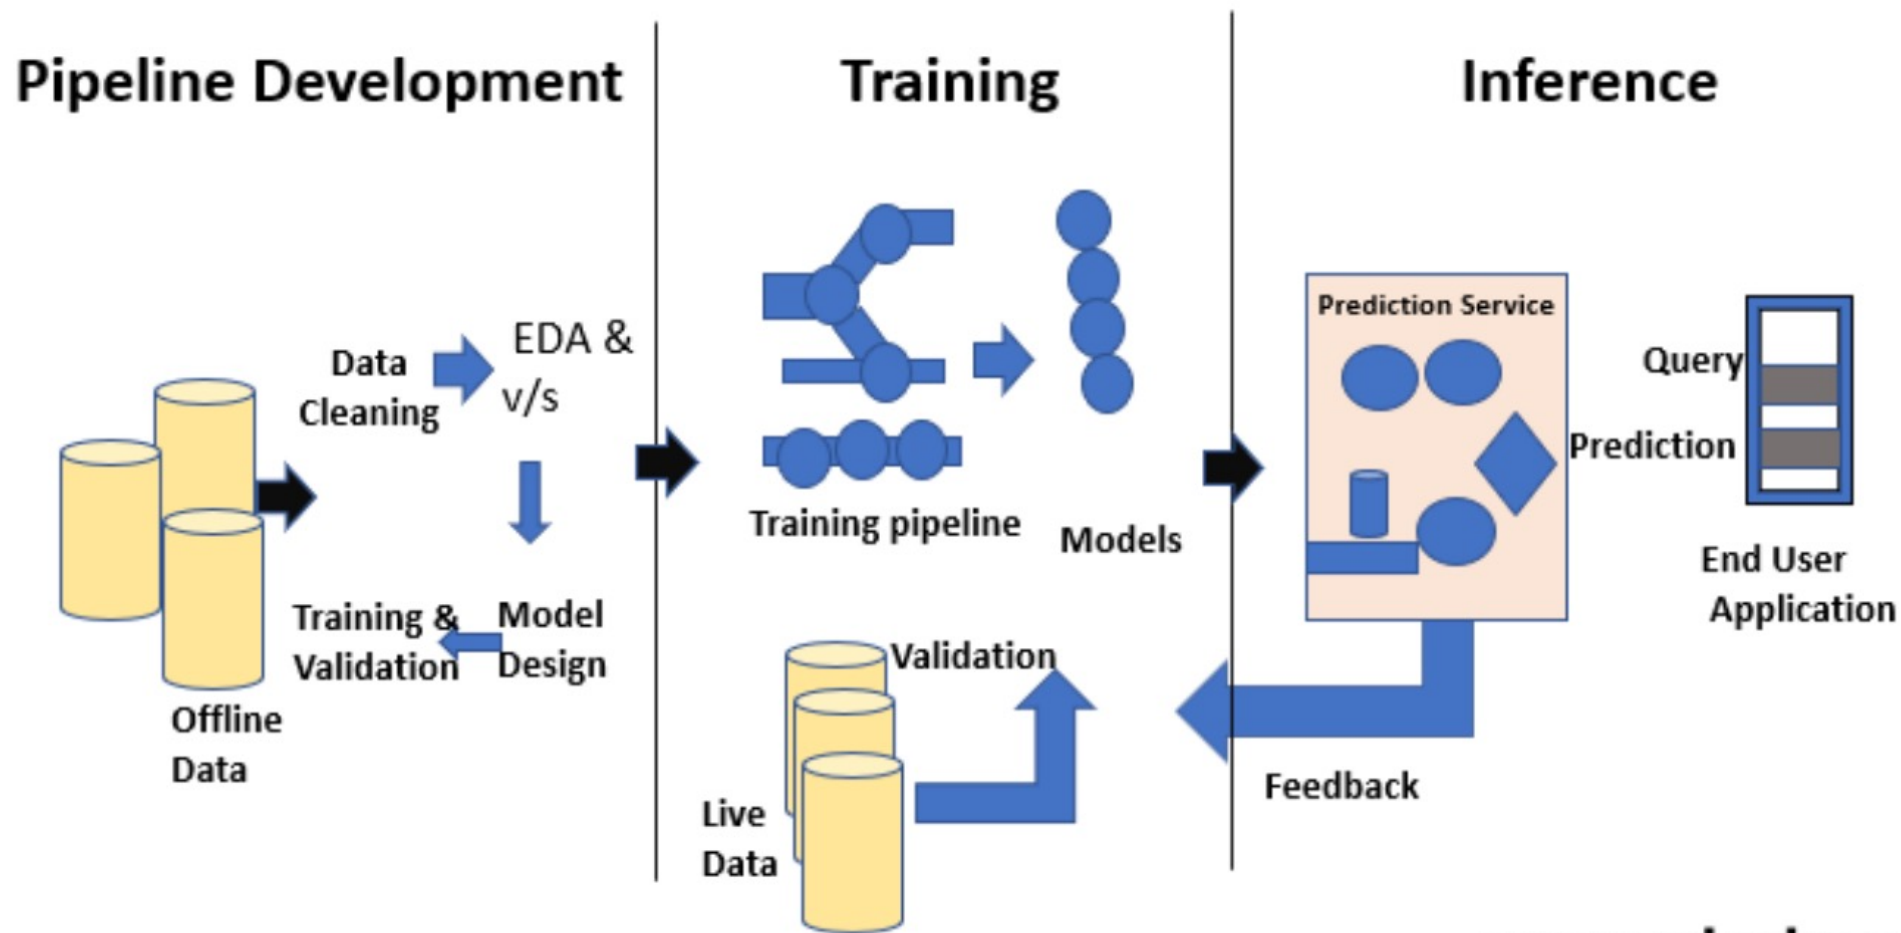 Pipeline Development
Training
Inference
Data
Cleaning
EDA &
v/s
Training &
Validation
Model
Design
Offline
Data
Training pipeline
Models
Validation
Live
Data
Prediction Service
Query
Prediction
End User
Application
Feedback